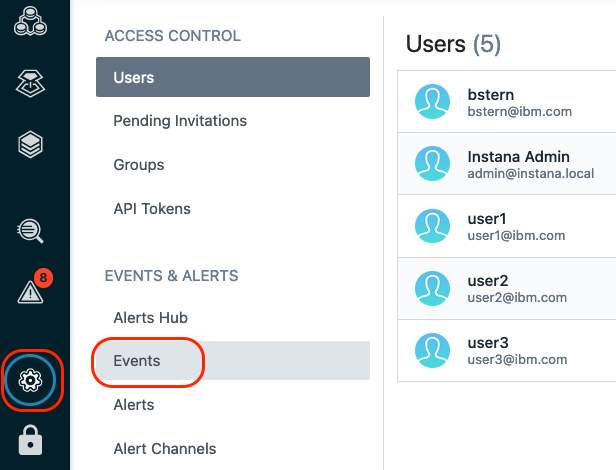 8
ACCESS CONTROL
Users
Pending Invitations
Groups
API Tokens
EVENTS & ALERTS
Alerts Hub
Events
Alerts
Alert Channels
Users (5)
bstern
bstern@ibm.com
Instana Admin
admin@instana.local
user1
user1@ibm.com
user2
user2@ibm.com
user3
user3@ibm.com